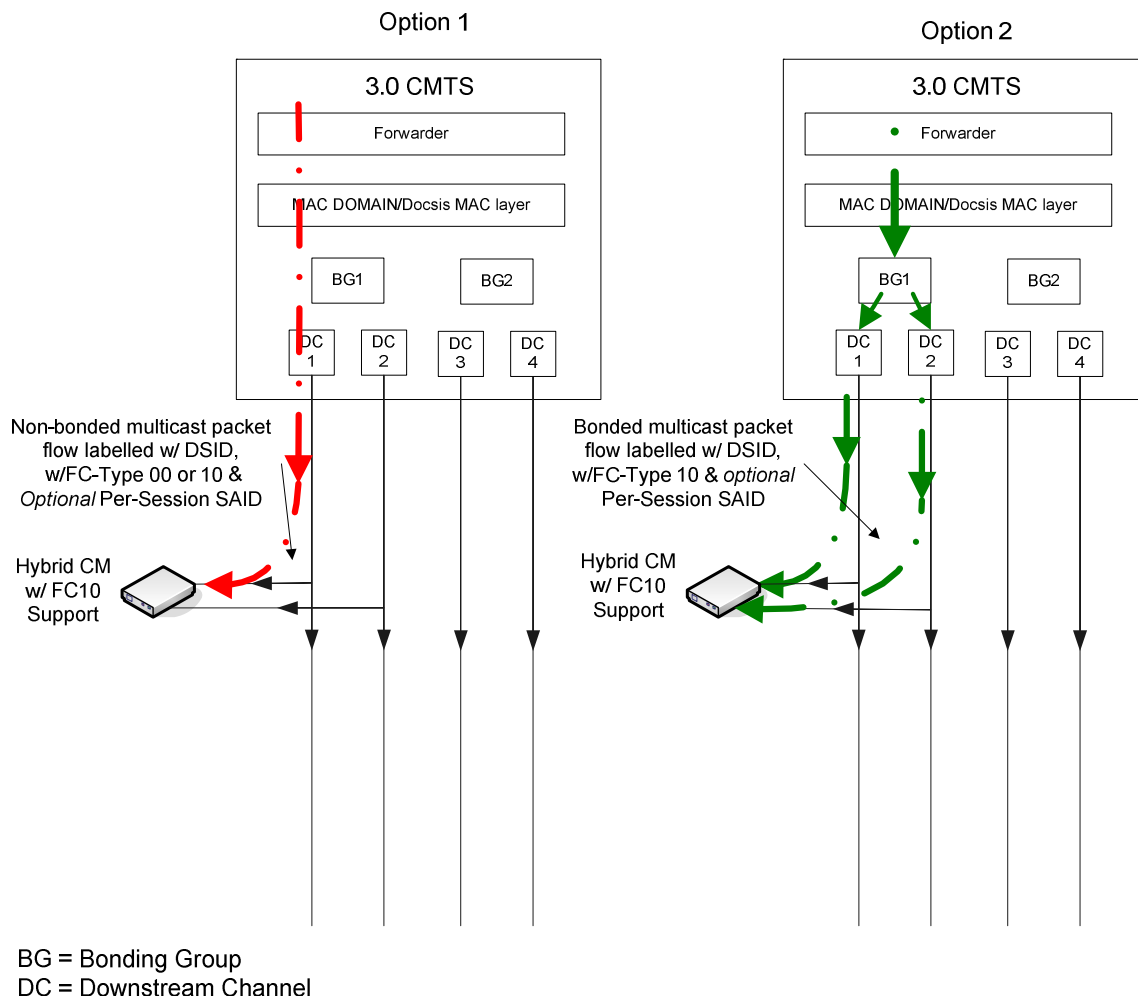 Option 1
3.0 CMTS
Forwarder
MAC DOMAIN/Docsis MAC layer
BG1
BG2
DC
1
DC
2
DC
3
DC
4
Non-bonded multicast packet
flow labelled w/ DSID,
w/FC-Type 00 or 10 &
Optional Per-Session SAID
Hybrid CM
w/ FC10
Support
Option 2
3.0 CMTS
Forwarder
MAC DOMAIN/Docsis MAC layer
BG1
BG2
DC
1
DC
2
DC
3
DC
4
Bonded multicast packet
flow labelled w/ DSID,
w/FC-Type 10 & optional
Per-Session SAID
Hybrid CM
w/ FC10
Support
BG = Bonding Group
DC = Downstream Channel